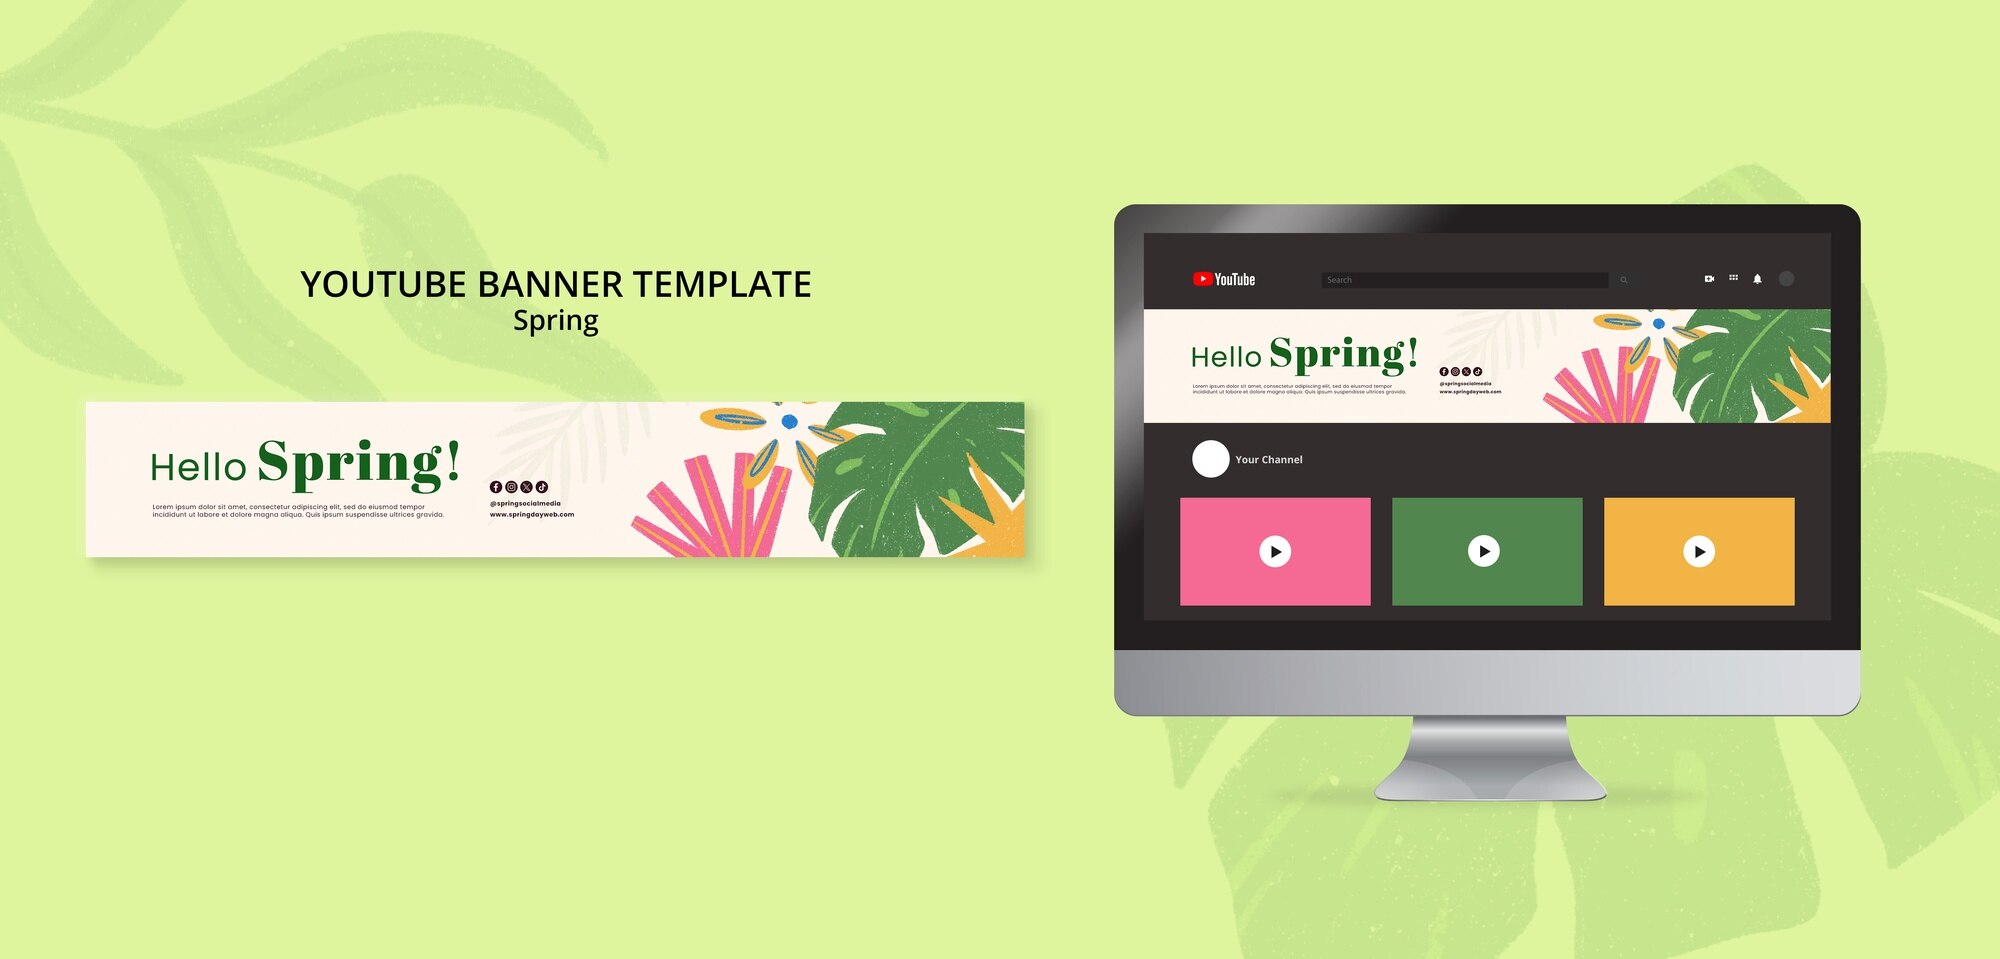 YOUTUBE BANNER TEMPLATE
Spring
Hello Spring!
Lorem ipsum dolor sit amet, consectetur adipiscing elit, sed do eiusmod tempor
incididunt ut labore et dolore magna aliqua. Quis ipsum suspendisse ultrices gravida.
@springsocialmedia
www.springdayweb.com
YouTube
Search
Hello Spring!
Lorem ipsum dolor sit amet, consectetur adipiscing elit, sed do eiusmod tempor
incididunt ut labore et dolore magna aliqua. Quis ipsum suspendisse ultrices gravida.
@springsocialmedia
www.springdayweb.com
Your Channel